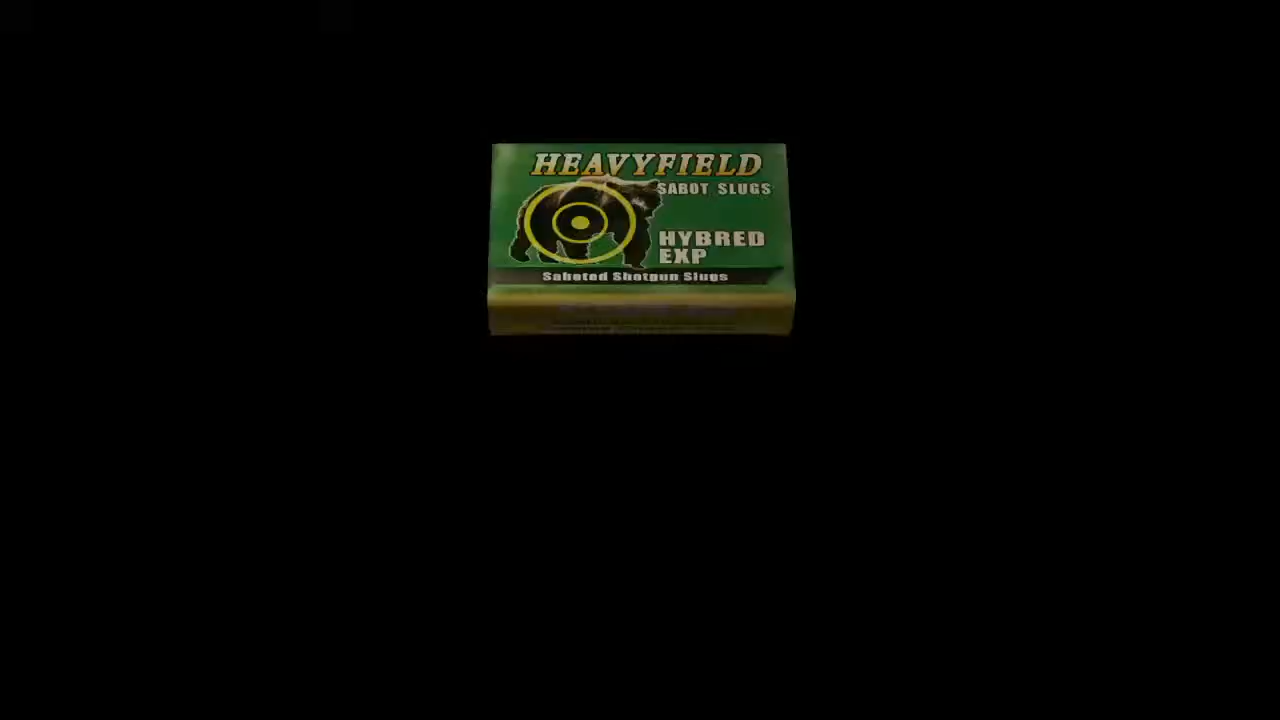 HEAVYFIELD
SABOT SLUGS
HYBRED
EXP
Saboted Shotgun Slugs